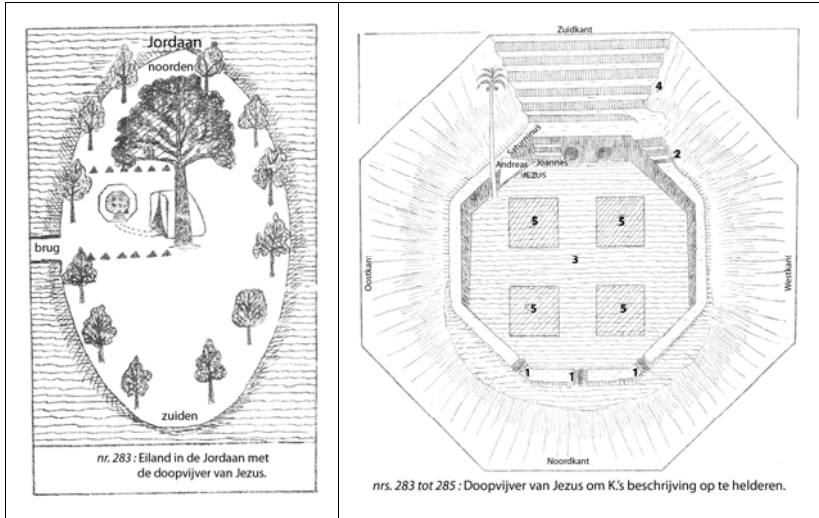 Jordaan
noorden
brug
zuiden
nr. 283 : Eiland in de Jordaan met
de doopvijver van Jezus.
Zuidkant
4
Saturninus
2
Andreas
Joannes
JEZUS
5
5
Oostkant
3
Westkant
5
5
1
1
1
Noordkant
nrs. 283 tot 285 : Doopvijver van Jezus om K.'s beschrijving op te helderen.